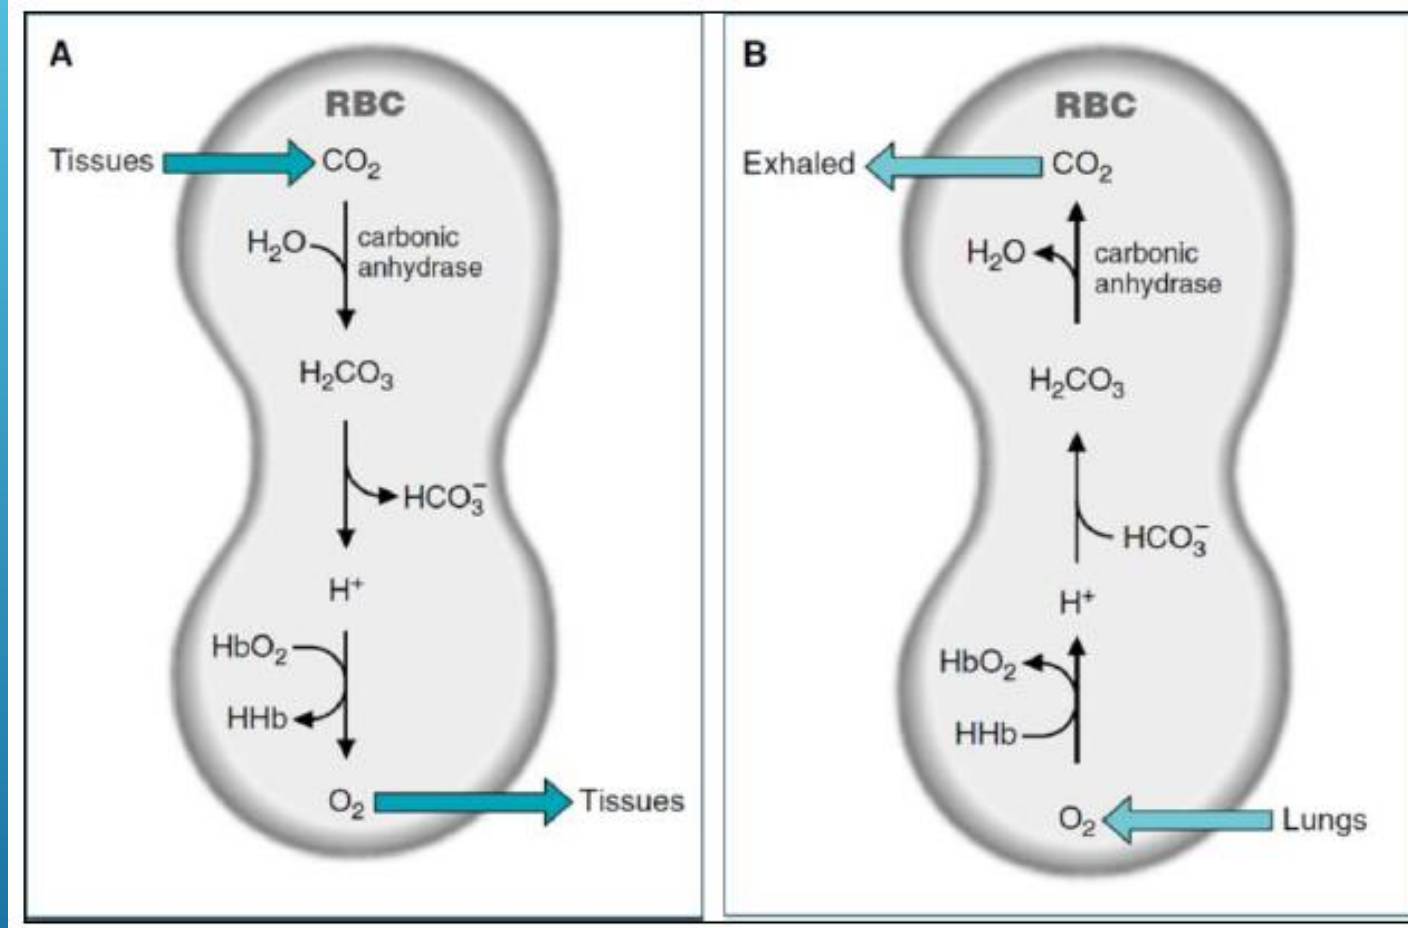 A
RBC
Tissues CO₂
H₂O
carbonic
anhydrase
H₂CO₃
HCO₃⁻
H⁺
HbO₂
HHb
O₂ Tissues
B
RBC
Exhaled CO₂
H₂O
carbonic
anhydrase
H₂CO₃
HCO₃⁻
H⁺
HbO₂
HHb
O₂ Lungs